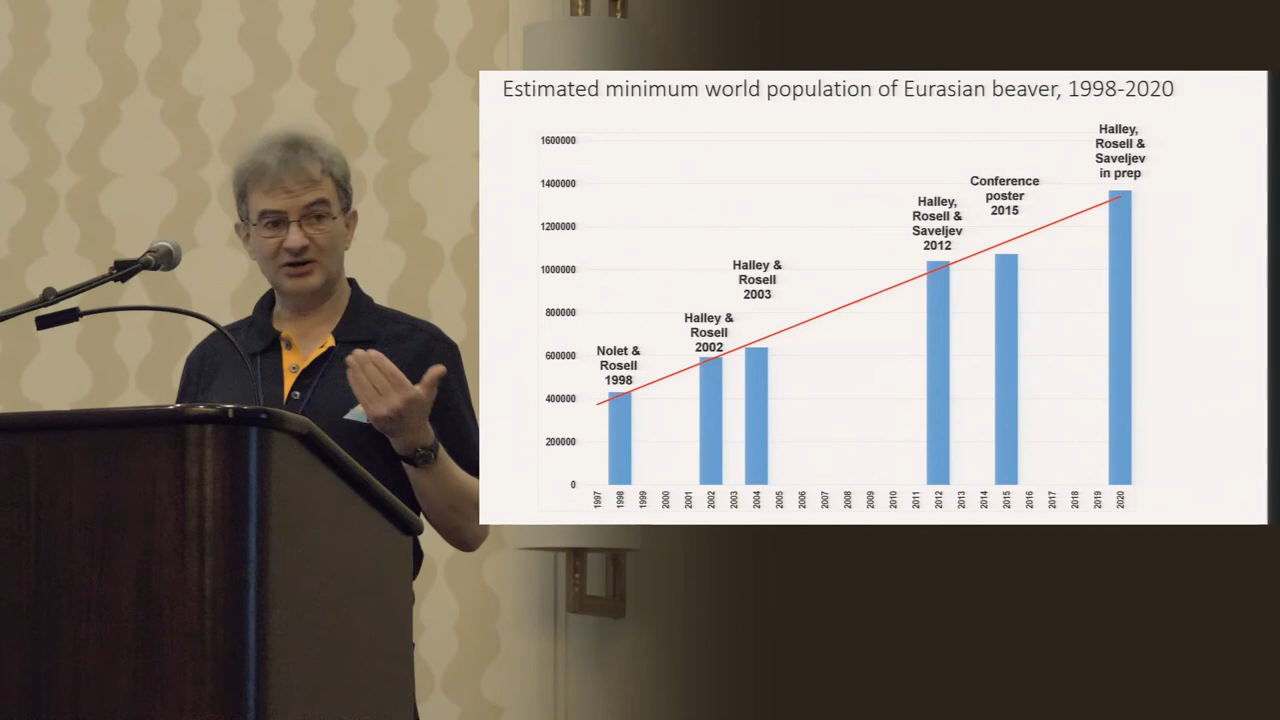 Estimated minimum world population of Eurasian beaver, 1998-2020
1600000
1400000
1200000
1000000
800000
600000
400000
200000
0
Nolet &
Rosell
1998
Halley &
Rosell
2002
Halley &
Rosell
2003
Halley,
Rosell &
Saveljev
2012
Conference
poster
2015
Halley,
Rosell &
Saveljev
in prep
1997
1998
1999
2000
2001
2002
2003
2004
2005
2006
2007
2008
2009
2010
2011
2012
2013
2014
2015
2016
2017
2018
2019
2020